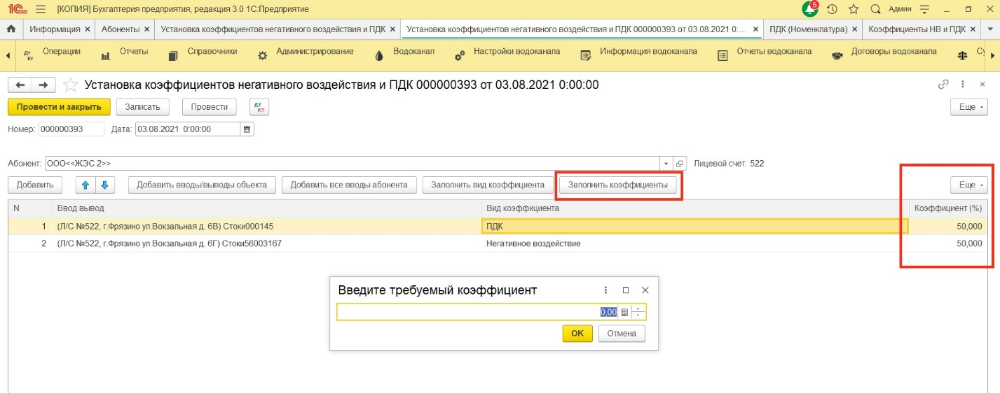 1С [КОПИЯ] Бухгалтерия предприятия, редакция 3.0 1С:Предприятие 5 Админ
Информация × Абоненты × Установка коэффициентов негативного воздействия и ПДК × Установка коэффициентов негативного воздействия и ПДК 000000393 от 03.08.2021 0:... × ПДК (Номенкпатура) × Коэффициенты НВ и ПДК ×
Дт Кт Операции Отчеты Справочники Администрирование Водоканал Настройки водоканала Информация водоканала Отчеты водоканала Договоры водоканала
Установка коэффициентов негативного воздействия и ПДК 000000393 от 03.08.2021 0:00:00
Провести и закрыть Записать Провести Дт Кт Еще
Номер: 000000393 Дата: 03.08.2021 0:00:00
Абонент: ООО<<ЖЭС 2>> Лицевой счет: 522
Добавить Добавить вводы/выводы объекта Добавить все вводы абонента Заполнить вид коэффициента Заполнить коэффициенты Еще
N Ввод вывод Вид коэффициента Коэффициент (%)
1 (Л/С №522, г.Фрязино ул.Вокзальная д. 6В) Стоки000145 ПДК 50,000
2 (Л/С №522, г.Фрязино ул.Вокзальная д. 6Г) Стоки56003167 Негативное воздействие 50,000
Введите требуемый коэффициент
0,00
OK Отмена